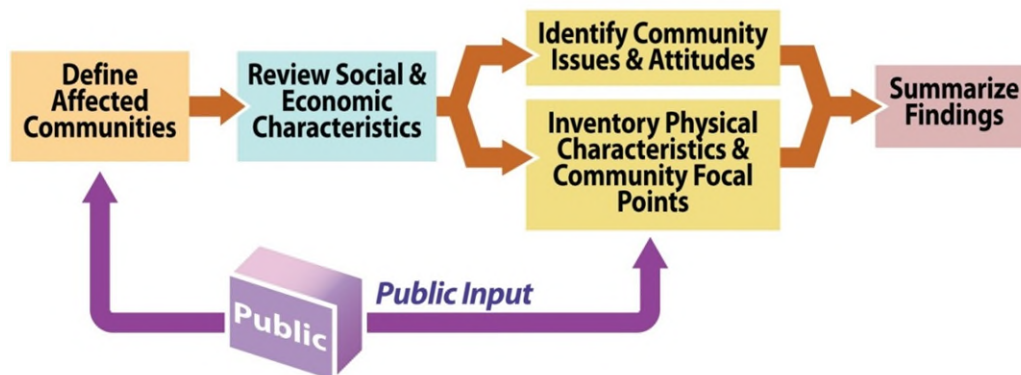 Define
Affected
Communities
Review Social &
Economic
Characteristics
Identify Community
Issues & Attitudes
Inventory Physical
Characteristics &
Community Focal
Points
Summarize
Findings
Public
Public Input